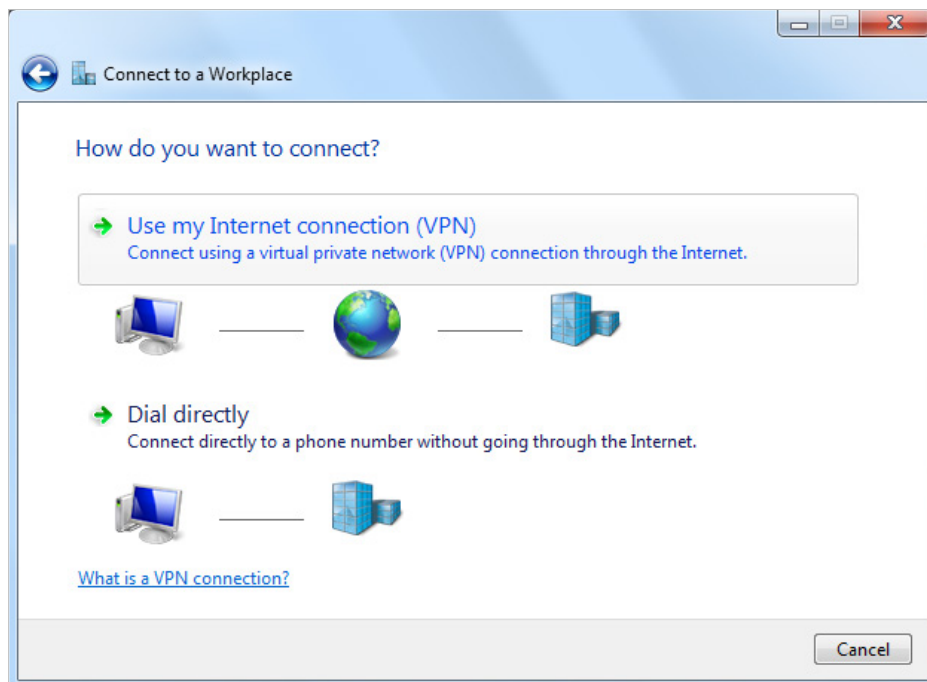 Connect to a Workplace
How do you want to connect?
Use my Internet connection (VPN)
Connect using a virtual private network (VPN) connection through the Internet.
Dial directly
Connect directly to a phone number without going through the Internet.
What is a VPN connection?
Cancel